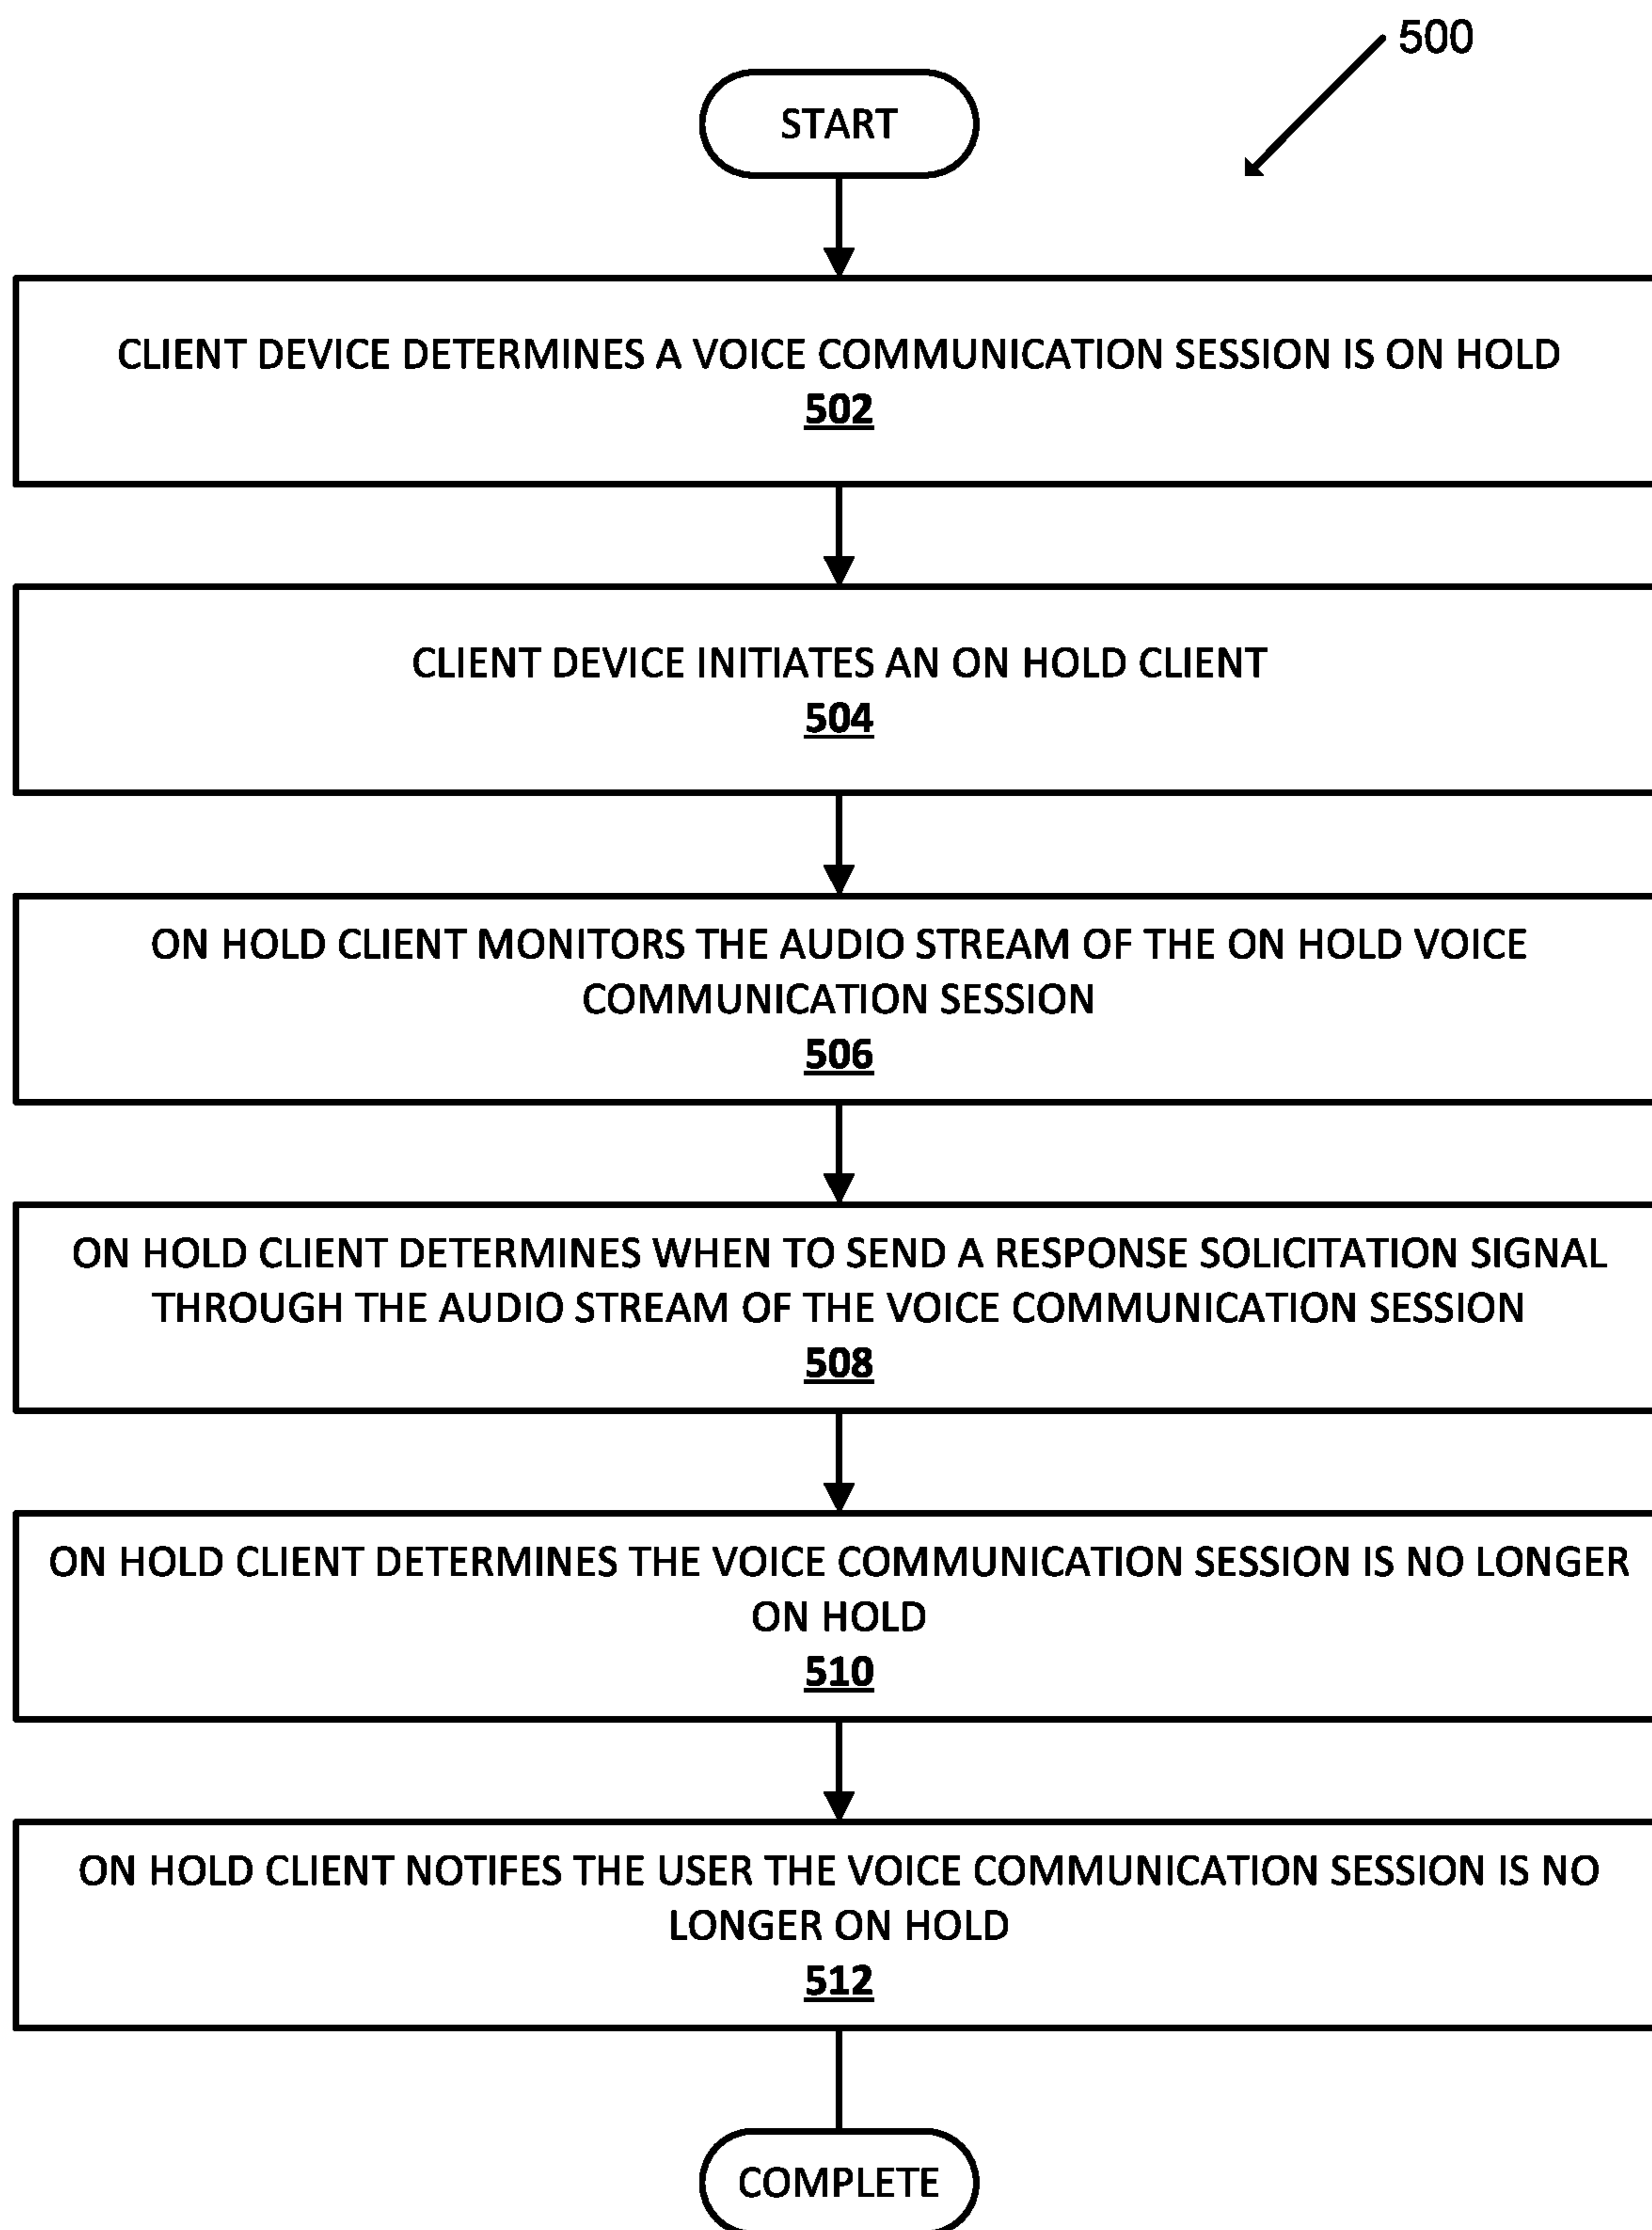 500
START
CLIENT DEVICE DETERMINES A VOICE COMMUNICATION SESSION IS ON HOLD
502
CLIENT DEVICE INITIATES AN ON HOLD CLIENT
504
ON HOLD CLIENT MONITORS THE AUDIO STREAM OF THE ON HOLD VOICE
COMMUNICATION SESSION
506
ON HOLD CLIENT DETERMINES WHEN TO SEND A RESPONSE SOLICITATION SIGNAL
THROUGH THE AUDIO STREAM OF THE VOICE COMMUNICATION SESSION
508
ON HOLD CLIENT DETERMINES THE VOICE COMMUNICATION SESSION IS NO LONGER
ON HOLD
510
ON HOLD CLIENT NOTIFES THE USER THE VOICE COMMUNICATION SESSION IS NO
LONGER ON HOLD
512
COMPLETE